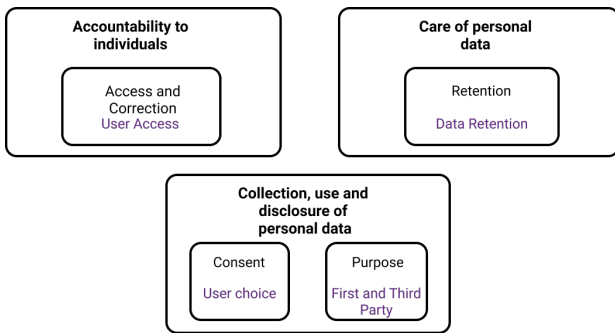 Accountability to
individuals
Access and
Correction
User Access
Care of personal
data
Retention
Data Retention
Collection, use and
disclosure of
personal data
Consent
User choice
Purpose
First and Third
Party